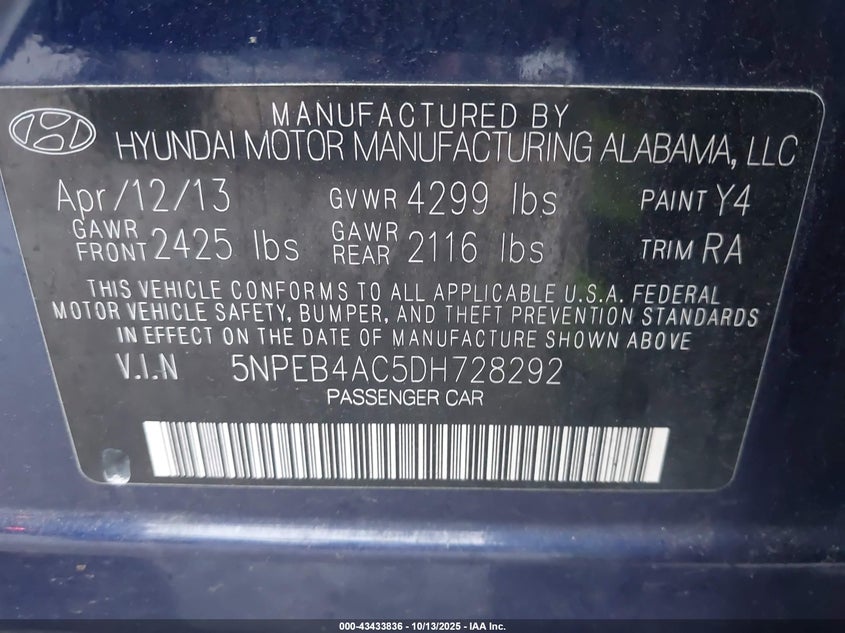 MANUFACTURED BY
HYUNDAI MOTOR MANUFACTURING ALABAMA, LLC
Apr/12/13 GVWR 4299 lbs PAINT Y4
GAWR FRONT 2425 lbs GAWR REAR 2116 lbs TRIM RA
THIS VEHICLE CONFORMS TO ALL APPLICABLE U.S.A. FEDERAL
MOTOR VEHICLE SAFETY, BUMPER, AND THEFT PREVENTION STANDARDS
IN EFFECT ON THE DATE OF MANUFACTURE SHOWN ABOVE
V.I.N 5NPEB4AC5DH728292
PASSENGER CAR
000-43433836 - 10/13/2025 - IAA Inc.